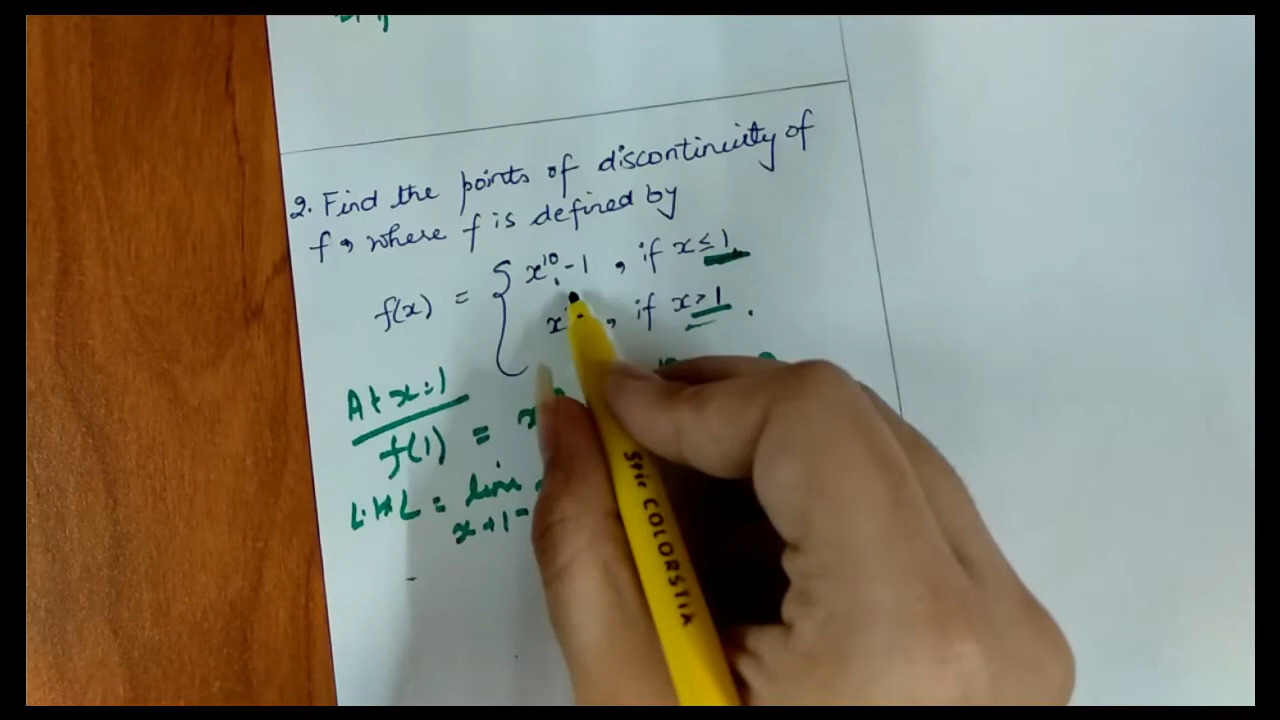 2. Find the points of discontinuity of
f, where f is defined by
f(x) = { x¹⁰ - 1 , if x ≤ 1
x , if x > 1 .
At x = 1
f(1) =
L.H.L = lim
x→1⁻
Stic COLORSTIX